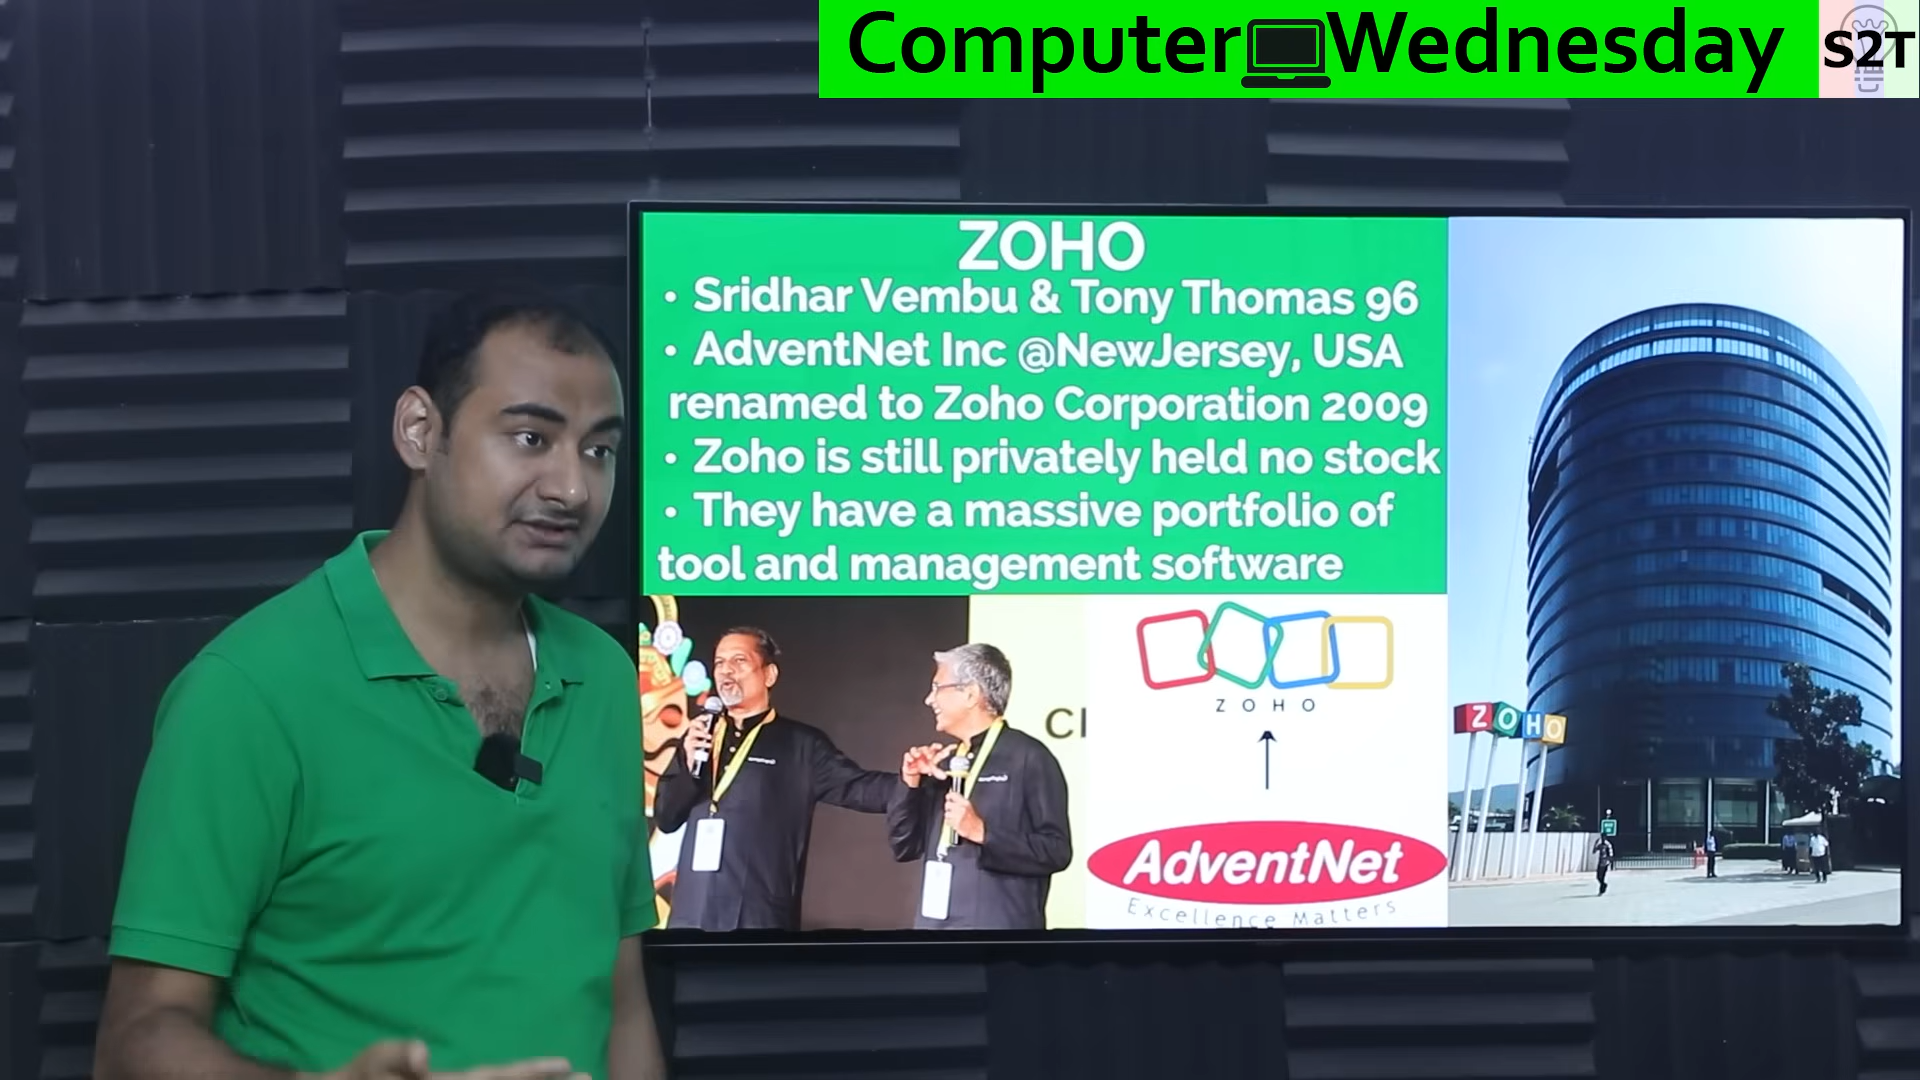 Computer Wednesday
S2T
ZOHO
• Sridhar Vembu & Tony Thomas 96
• AdventNet Inc @NewJersey, USA
renamed to Zoho Corporation 2009
• Zoho is still privately held no stock
• They have a massive portfolio of
tool and management software
ZOHO
ZOHO
AdventNet
Excellence Matters